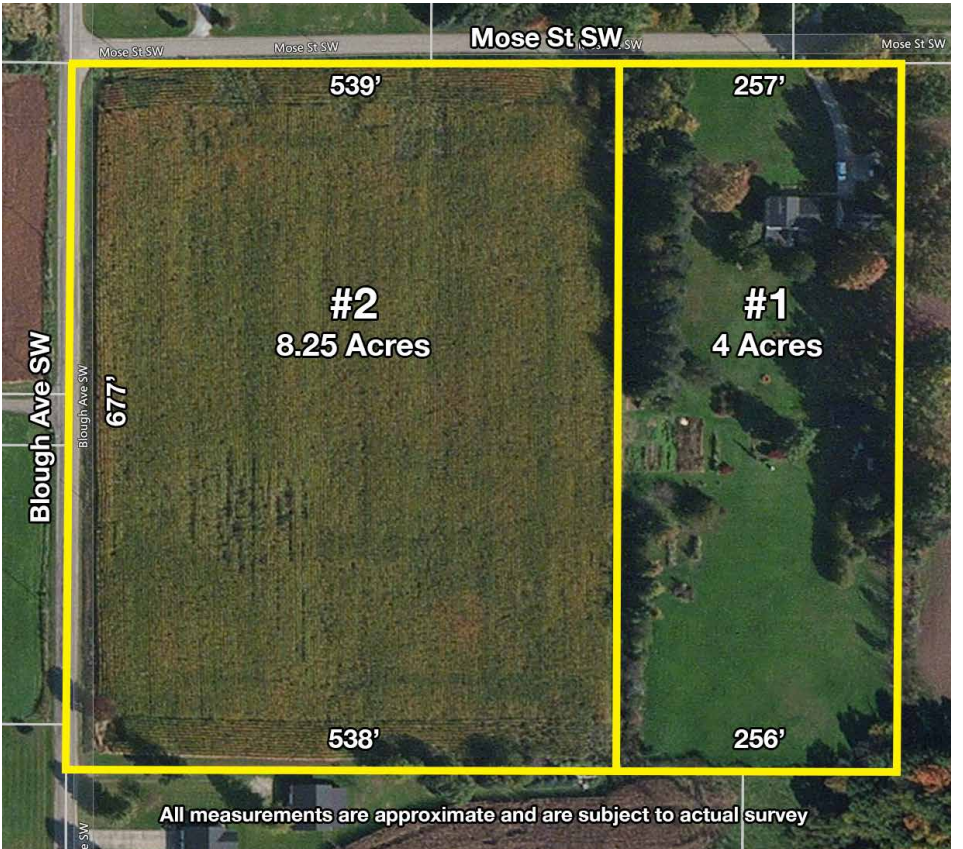 Mose St SW
Mose St SW
Mose St SW
Mose St SW
539’
257’
#2
8.25 Acres
#1
4 Acres
Blough Ave SW
Blough Ave SW
677’
538’
256’
All measurements are approximate and are subject to actual survey
e SW